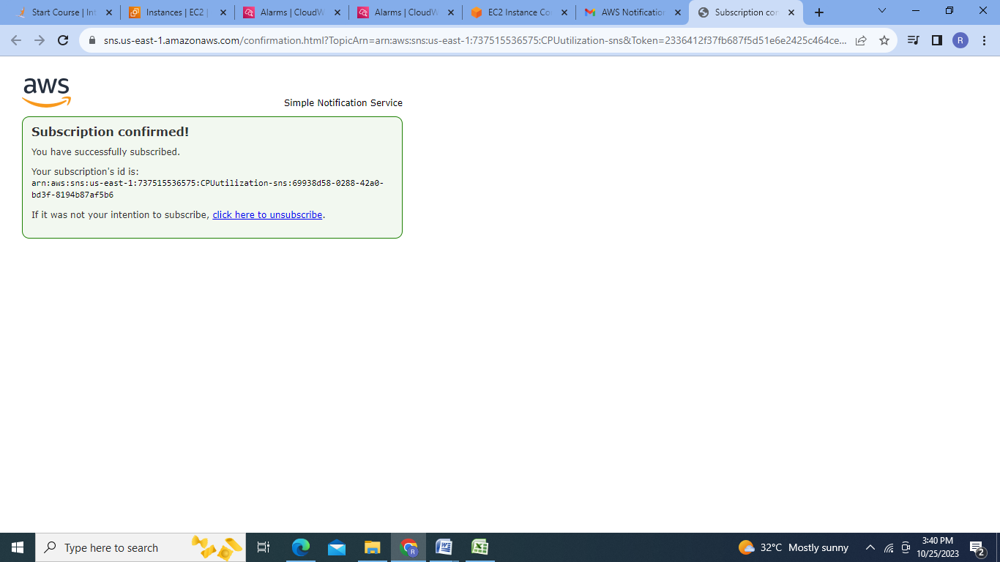 Start Course | Int
Instances | EC2 |
Alarms | CloudW
Alarms | CloudW
EC2 Instance Co
AWS Notification
Subscription con
sns.us-east-1.amazonaws.com/confirmation.html?TopicArn=arn:aws:sns:us-east-1:737515536575:CPUutilization-sns&Token=2336412f37fb687f5d51e6e2425c464ce...
R
aws
Simple Notification Service
Subscription confirmed!
You have successfully subscribed.
Your subscription's id is:
arn:aws:sns:us-east-1:737515536575:CPUutilization-sns:69938d58-0288-42a0-
bd3f-8194b87af5b6
If it was not your intention to subscribe, click here to unsubscribe.
Type here to search
R
32°C Mostly sunny
3:40 PM
10/25/2023
2